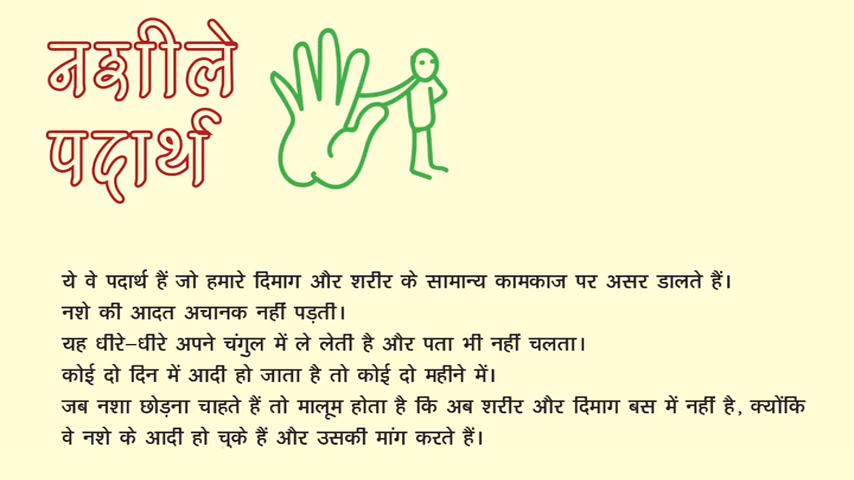 नशीले
पदार्थ
ये वे पदार्थ हैं जो हमारे दिमाग और शरीर के सामान्य कामकाज पर असर डालते हैं।
नशे की आदत अचानक नहीं पड़ती।
यह धीरे-धीरे अपने चंगुल में ले लेती है और पता भी नहीं चलता।
कोई दो दिन में आदी हो जाता है तो कोई दो महीने में।
जब नशा छोड़ना चाहते हैं तो मालूम होता है कि अब शरीर और दिमाग बस में नहीं है, क्योंकि
वे नशे के आदी हो चुके हैं और उसकी मांग करते हैं।